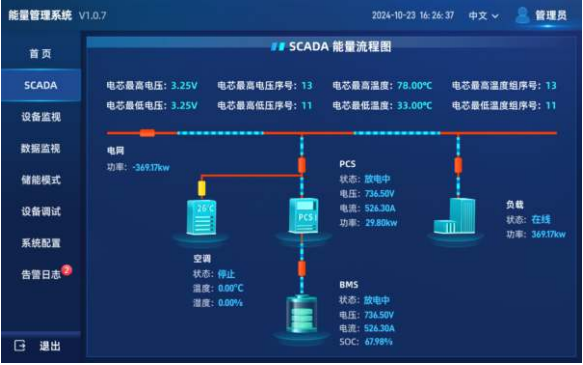 能量管理系统 V1.0.7
2024-10-23 16:26:37 中文 管理员
首页
SCADA
设备监视
数据监视
储能模式
设备调试
系统配置
告警日志 2
退出
SCADA 能量流程图
电芯最高电压: 3.25V 电芯最高电压序号: 13 电芯最高温度: 78.00°C 电芯最高温度组序号: 13
电芯最低电压: 3.25V 电芯最高低压序号: 11 电芯最低温度: 33.00°C 电芯最低温度组序号: 11
电网
功率: -369.17kw
PCS
状态: 放电中
电压: 736.50V
电流: 526.30A
功率: 29.80kw
26°C
PCS
负载
状态: 在线
功率: 369.17kw
空调
状态: 停止
温度: 0.00°C
湿度: 0.00%
BMS
状态: 放电中
电压: 736.50V
电流: 526.30A
SOC: 67.98%